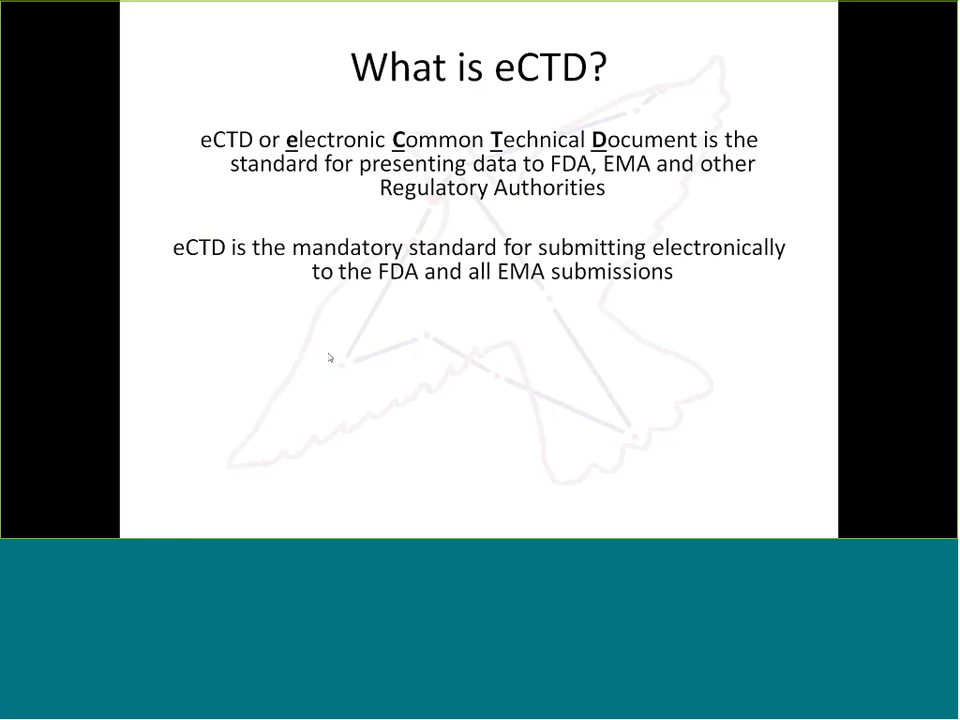 What is eCTD?
eCTD or electronic Common Technical Document is the
standard for presenting data to FDA, EMA and other
Regulatory Authorities
eCTD is the mandatory standard for submitting electronically
to the FDA and all EMA submissions